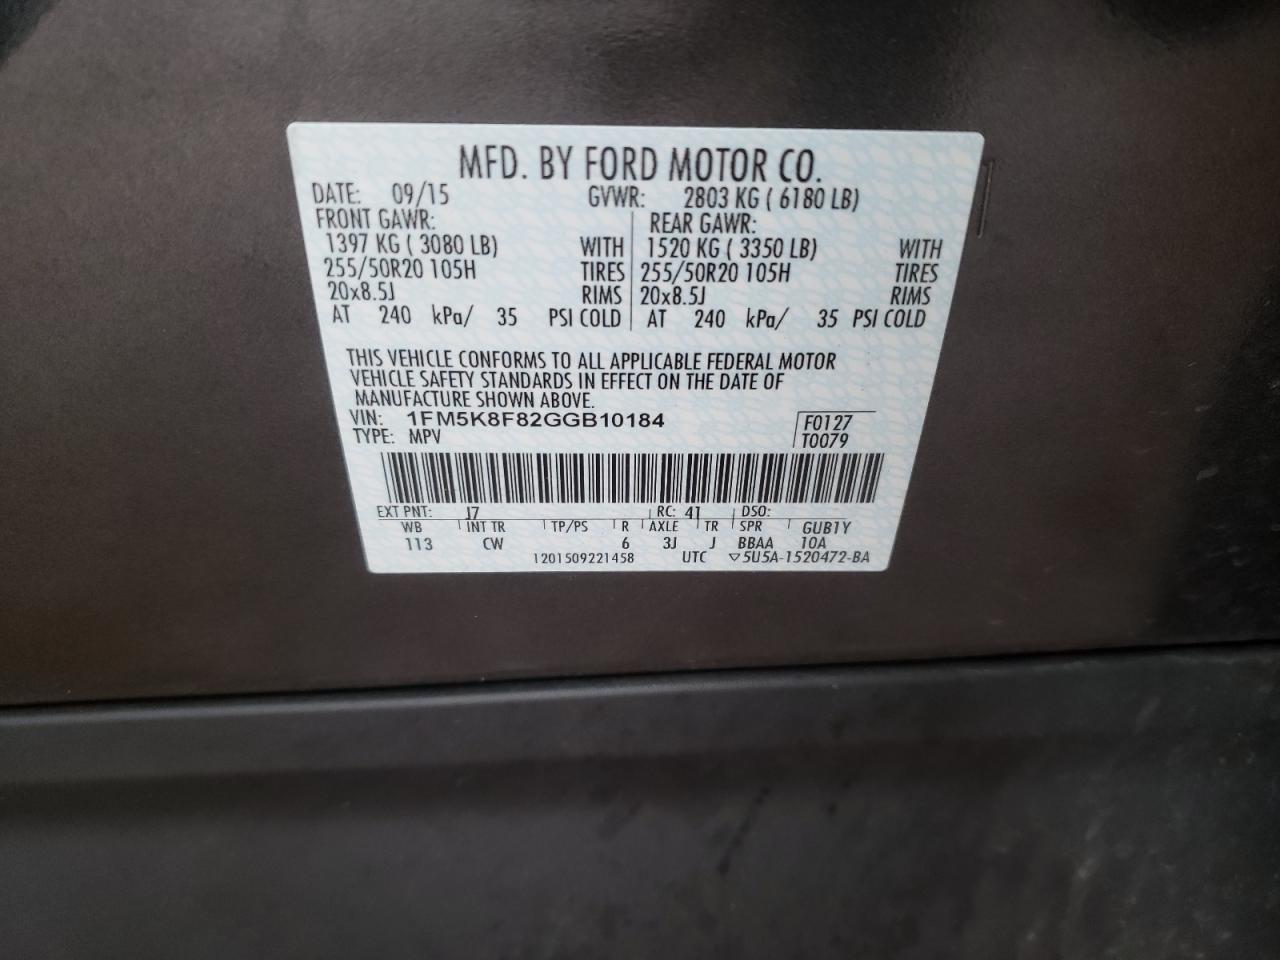 MFD. BY FORD MOTOR CO.
DATE: 09/15 GVWR: 2803 KG ( 6180 LB)
FRONT GAWR: REAR GAWR:
1397 KG ( 3080 LB) WITH 1520 KG ( 3350 LB) WITH
255/50R20 105H TIRES 255/50R20 105H TIRES
20x8.5J RIMS 20x8.5J RIMS
AT 240 kPa/ 35 PSI COLD AT 240 kPa/ 35 PSI COLD
THIS VEHICLE CONFORMS TO ALL APPLICABLE FEDERAL MOTOR
VEHICLE SAFETY STANDARDS IN EFFECT ON THE DATE OF
MANUFACTURE SHOWN ABOVE.
VIN: 1FM5K8F82GGB10184 F0127
TYPE: MPV T0079
EXT PNT: J7 RC: 41 DSO:
WB INT TR TP/PS R AXLE TR SPR GUB1Y
113 CW 6 3J J BBAA 10A
1201509221458 UTC ▽5U5A-1520472-BA